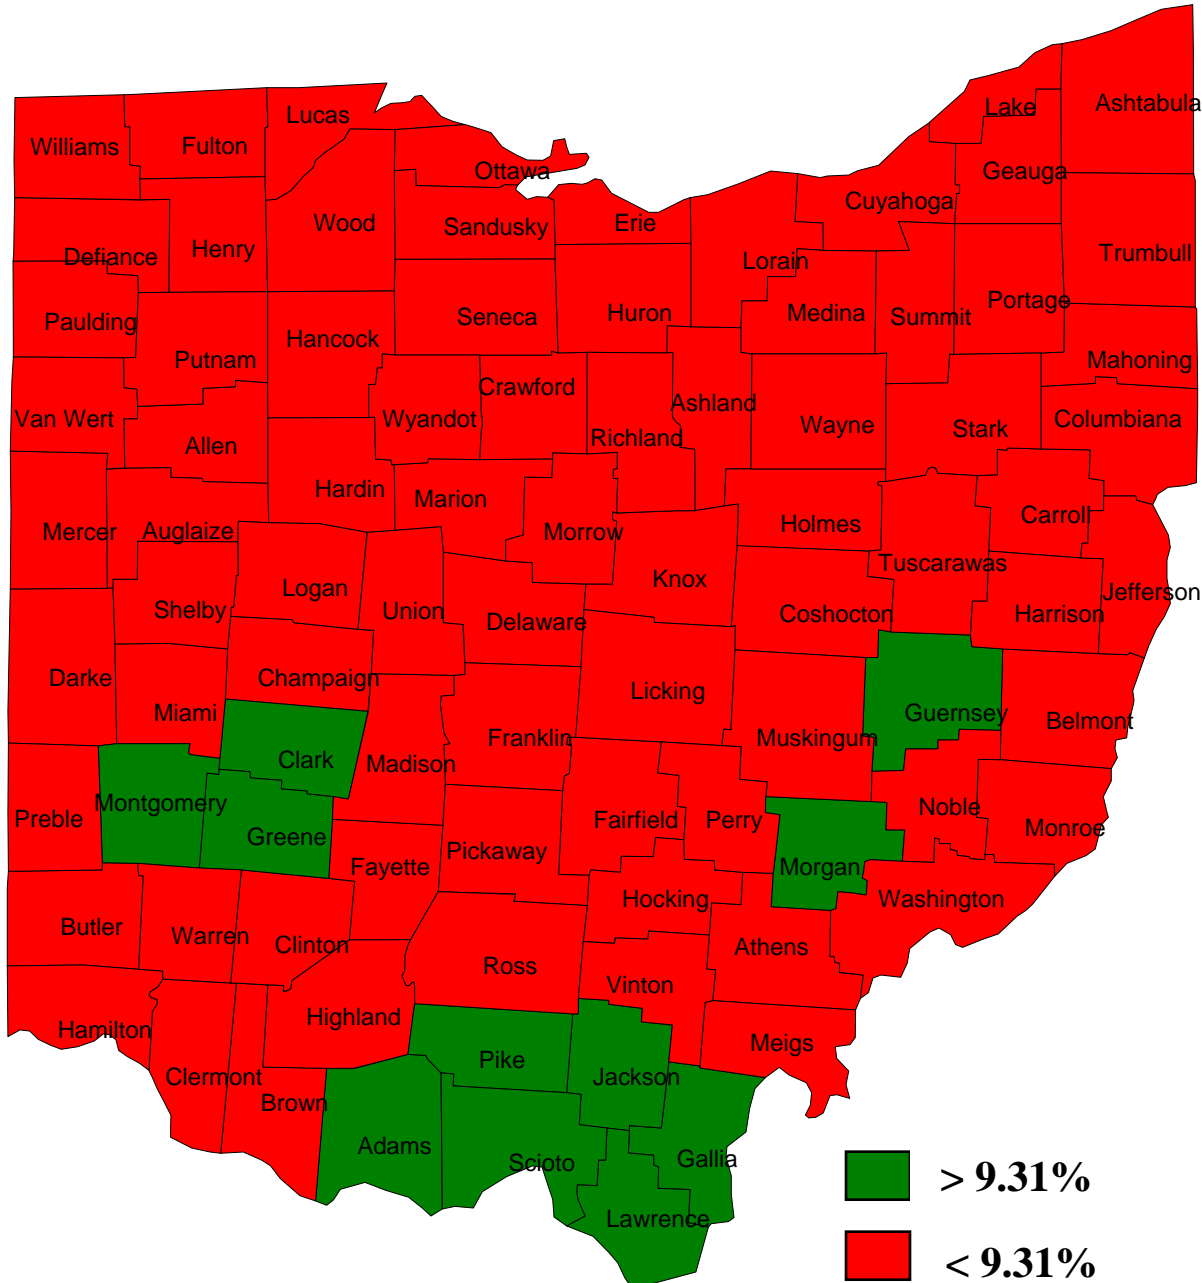 Lake
Ashtabula
Lucas
Williams
Fulton
Ottawa
Geauga
Cuyahoga
Wood
Sandusky
Erie
Defiance
Henry
Lorain
Trumbull
Paulding
Seneca
Huron
Medina
Summit
Portage
Hancock
Putnam
Mahoning
Crawford
Van Wert
Wyandot
Ashland
Richland
Wayne
Stark
Columbiana
Allen
Hardin
Marion
Mercer
Auglaize
Morrow
Holmes
Carroll
Tuscarawas
Knox
Logan
Shelby
Union
Delaware
Coshocton
Harrison
Jefferson
Darke
Champaign
Licking
Miami
Guernsey
Belmont
Clark
Franklin
Muskingum
Madison
Montgomery
Preble
Greene
Fairfield
Perry
Noble
Monroe
Pickaway
Fayette
Morgan
Hocking
Washington
Butler
Warren
Clinton
Ross
Athens
Vinton
Hamilton
Highland
Meigs
Clermont
Pike
Jackson
Brown
Adams
Scioto
Gallia
Lawrence
> 9.31%
< 9.31%